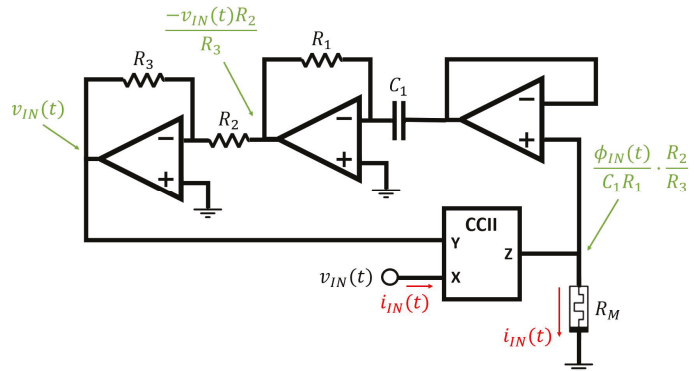 −v_IN(t)R_2
R_3
R_3
R_1
C_1
v_IN(t)
R_2
−
+
−
+
−
+
ϕ_IN(t)/C_1R_1 · R_2/R_3
CCII
Y
Z
X
v_IN(t)
i_IN(t)
R_M
i_IN(t)